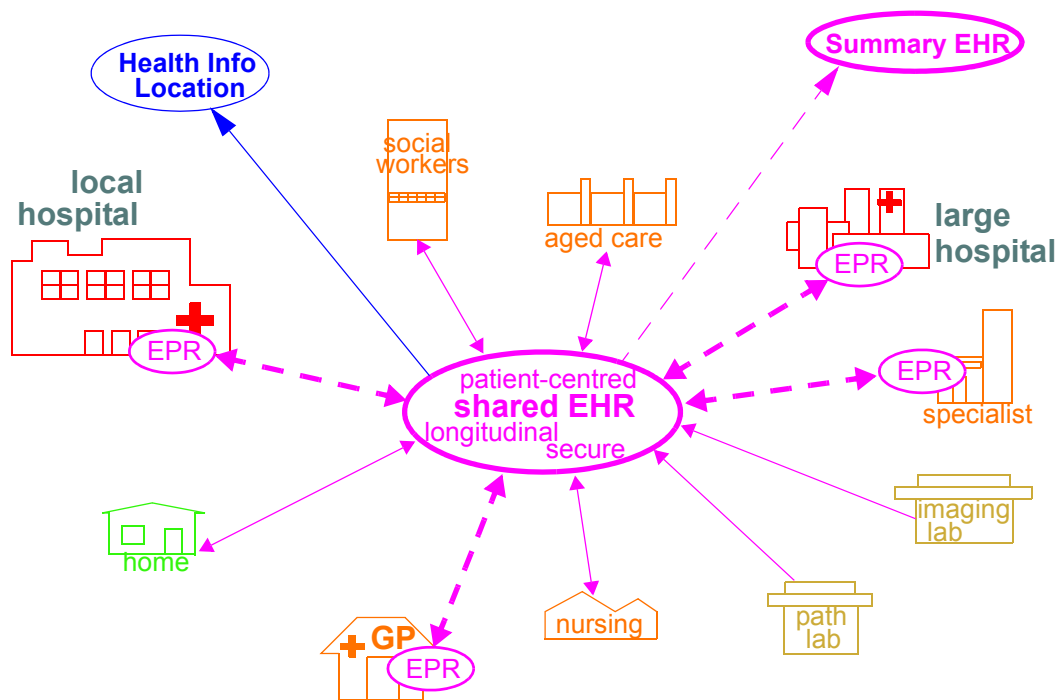 Health Info
Location
Summary EHR
social
workers
local
hospital
aged care
large
hospital
EPR
EPR
EPR
specialist
patient-centred
shared EHR
longitudinal
secure
imaging
lab
home
nursing
path
lab
GP
EPR